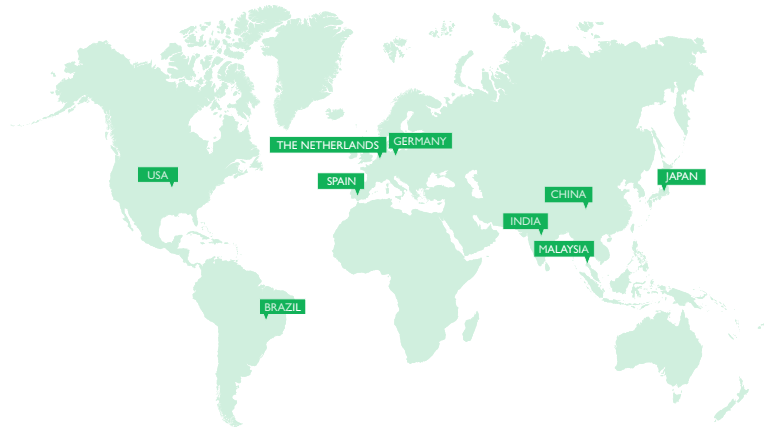 THE NETHERLANDS
GERMANY
USA
SPAIN
JAPAN
CHINA
INDIA
MALAYSIA
BRAZIL